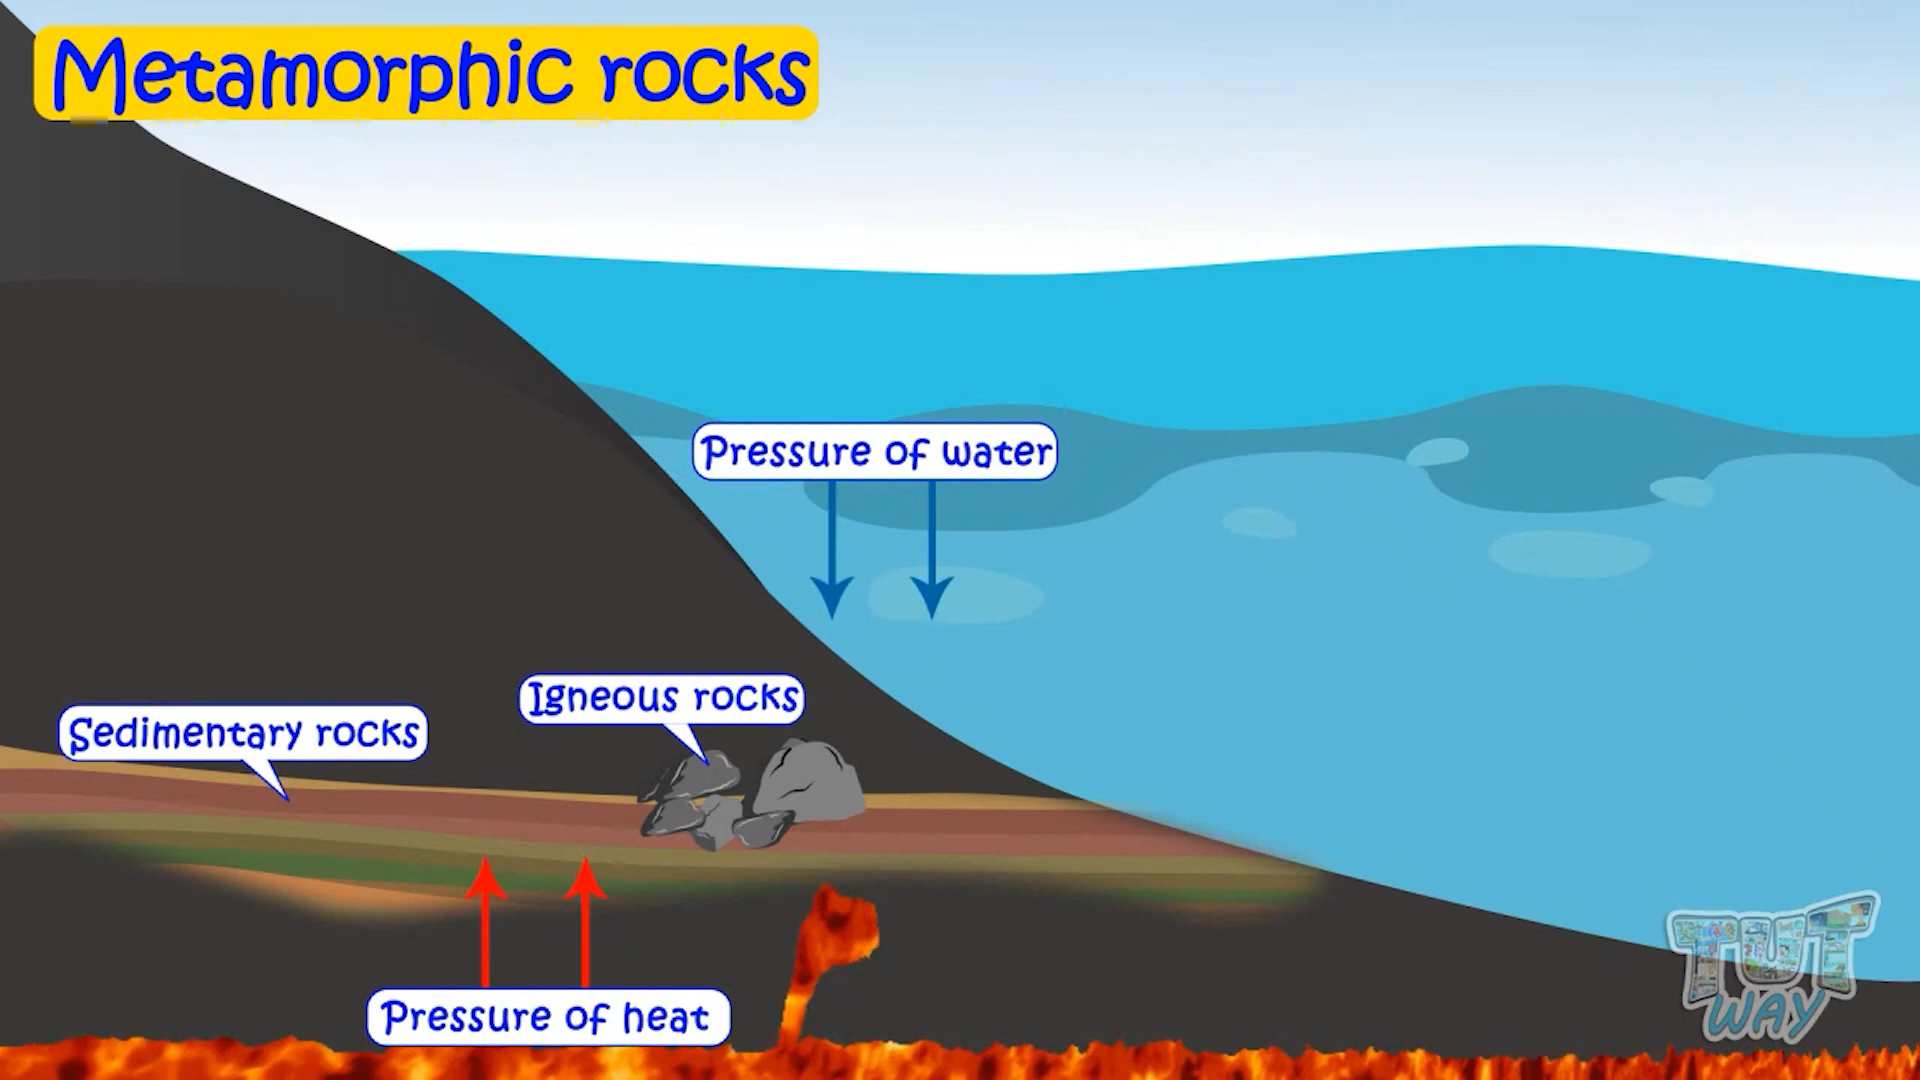 Metamorphic rocks
Pressure of water
Igneous rocks
Sedimentary rocks
Pressure of heat
TUT
WAY